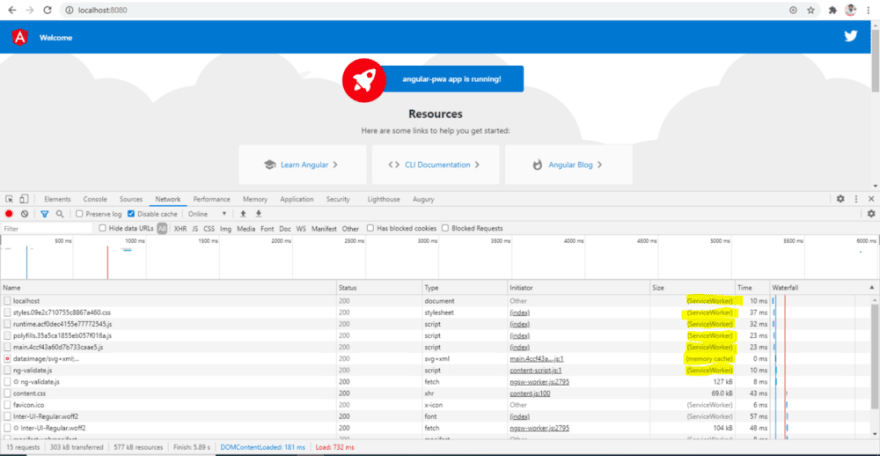 localhost:8080
Welcome
angular-pwa app is running!
Resources
Here are some links to help you get started:
Learn Angular
CLI Documentation
Angular Blog
Elements Console Sources Network Performance Memory Application Security Lighthouse Augury
Preserve log Disable cache Online
Filter Hide data URLs All XHR JS CSS Img Media Font Doc WS Manifest Other Has blocked cookies Blocked Requests
500 ms 1000 ms 1500 ms 2000 ms 2500 ms 3000 ms 3500 ms 4000 ms 4500 ms 5000 ms 5500 ms 6000 ms
Name Status Type Initiator Size Time Waterfall
localhost 200 document Other (ServiceWorker) 10 ms
styles.09e2c710755c8867a460.css 200 stylesheet (index) (ServiceWorker) 37 ms
runtime.acf0dec4155e77772545.js 200 script (index) (ServiceWorker) 32 ms
polyfills.35a5ca1855eb057f016a.js 200 script (index) (ServiceWorker) 23 ms
main.4ccf43a60d7b733caae5.js 200 script (index) (ServiceWorker) 23 ms
data:image/svg+xml;... 200 svg+xml main.4ccf43a....js:1 (memory cache) 0 ms
ng-validate.js 200 script content-script.js:1 (ServiceWorker) 10 ms
ng-validate.js 200 fetch ngsw-worker.js:2795 127 kB 8 ms
content.css 200 xhr content.js:100 69.0 kB 43 ms
favicon.ico 200 x-icon Other (ServiceWorker) 6 ms
Inter-UI-Regular.woff2 200 font (index) (ServiceWorker) 57 ms
Inter-UI-Regular.woff2 200 fetch ngsw-worker.js:2795 104 kB 48 ms
15 requests 303 kB transferred 577 kB resources Finish: 5.89 s DOMContentLoaded: 181 ms Load: 732 ms